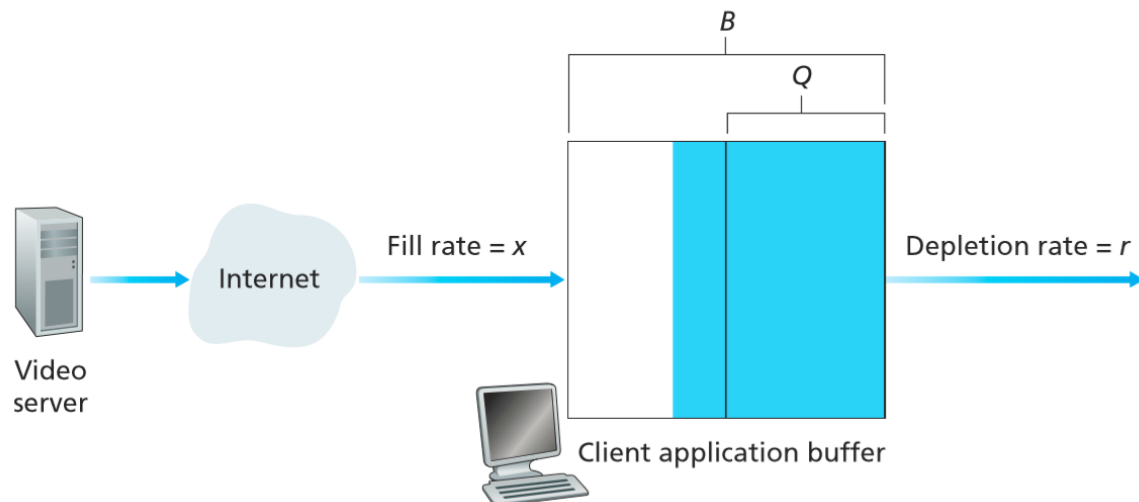 B
Q
Fill rate = x
Depletion rate = r
Internet
Video
server
Client application buffer